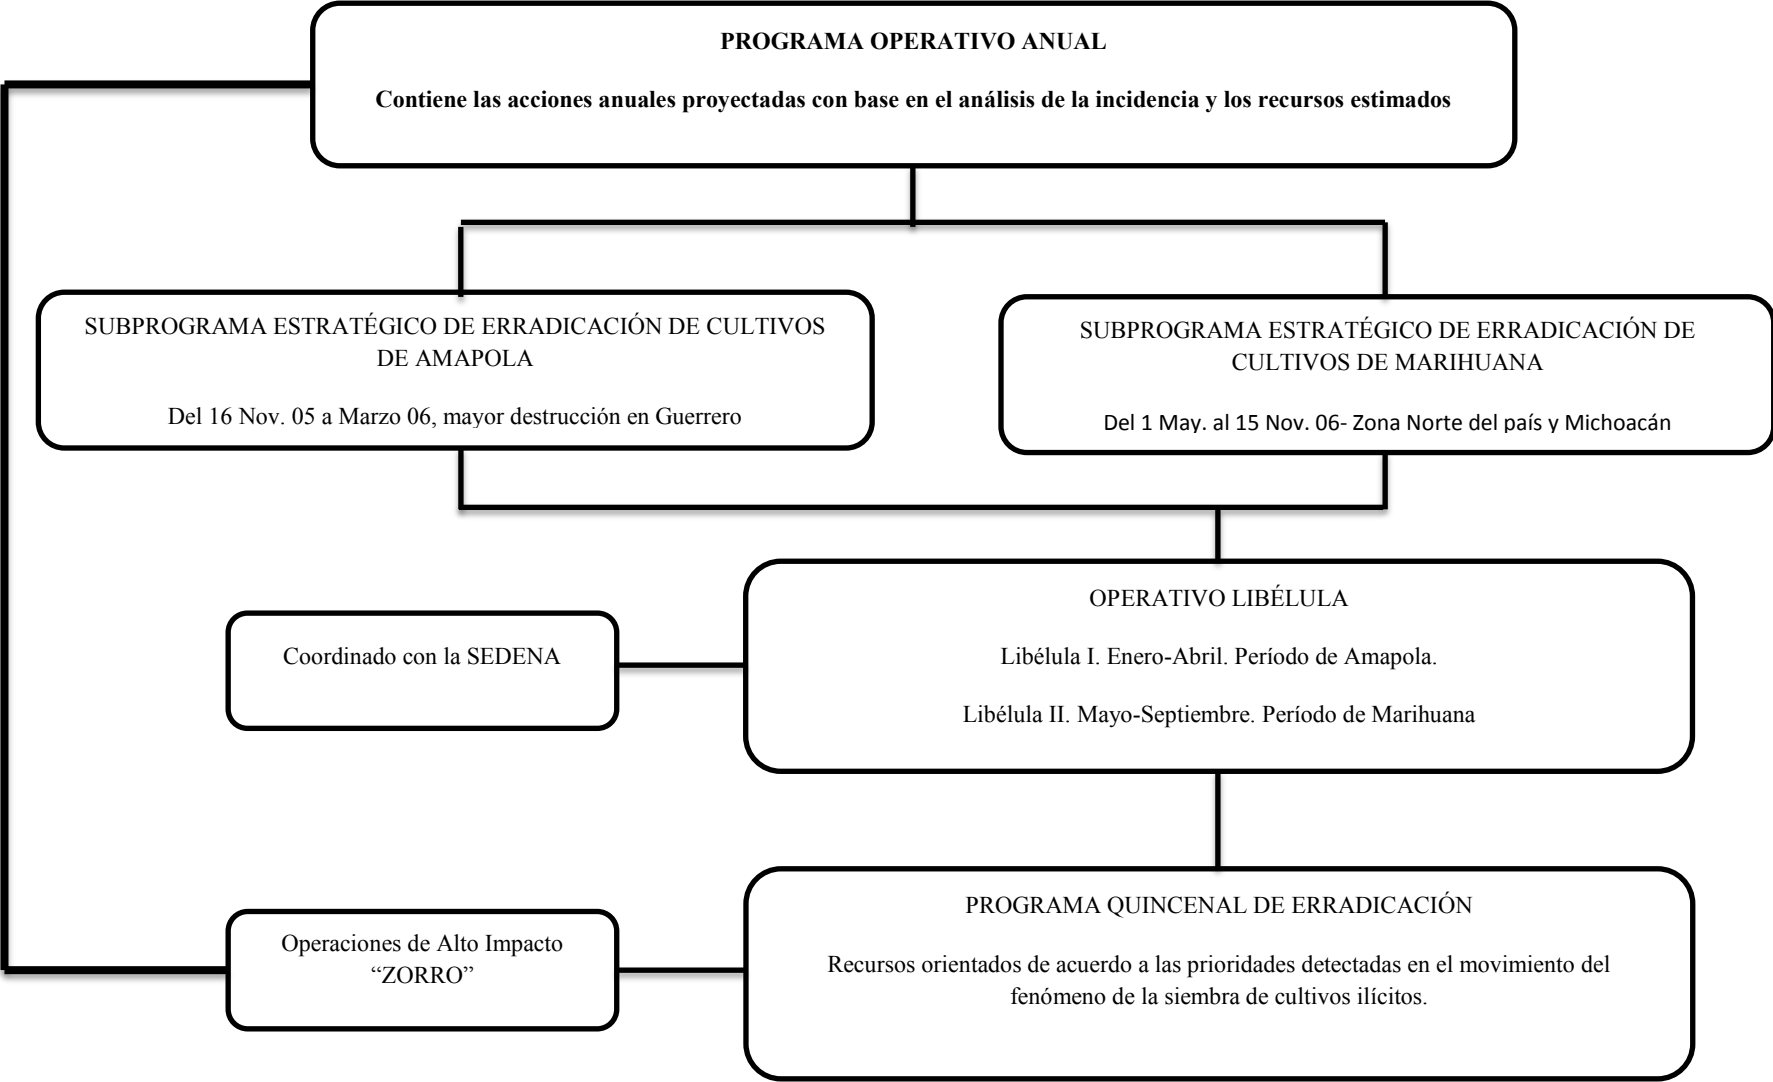 PROGRAMA OPERATIVO ANUAL
Contiene las acciones anuales proyectadas con base en el análisis de la incidencia y los recursos estimados
SUBPROGRAMA ESTRATÉGICO DE ERRADICACIÓN DE CULTIVOS
DE AMAPOLA
Del 16 Nov. 05 a Marzo 06, mayor destrucción en Guerrero
SUBPROGRAMA ESTRATÉGICO DE ERRADICACIÓN DE
CULTIVOS DE MARIHUANA
Del 1 May. al 15 Nov. 06- Zona Norte del país y Michoacán
OPERATIVO LIBÉLULA
Libélula I. Enero-Abril. Período de Amapola.
Libélula II. Mayo-Septiembre. Período de Marihuana
Coordinado con la SEDENA
PROGRAMA QUINCENAL DE ERRADICACIÓN
Recursos orientados de acuerdo a las prioridades detectadas en el movimiento del
fenómeno de la siembra de cultivos ilícitos.
Operaciones de Alto Impacto
“ZORRO”